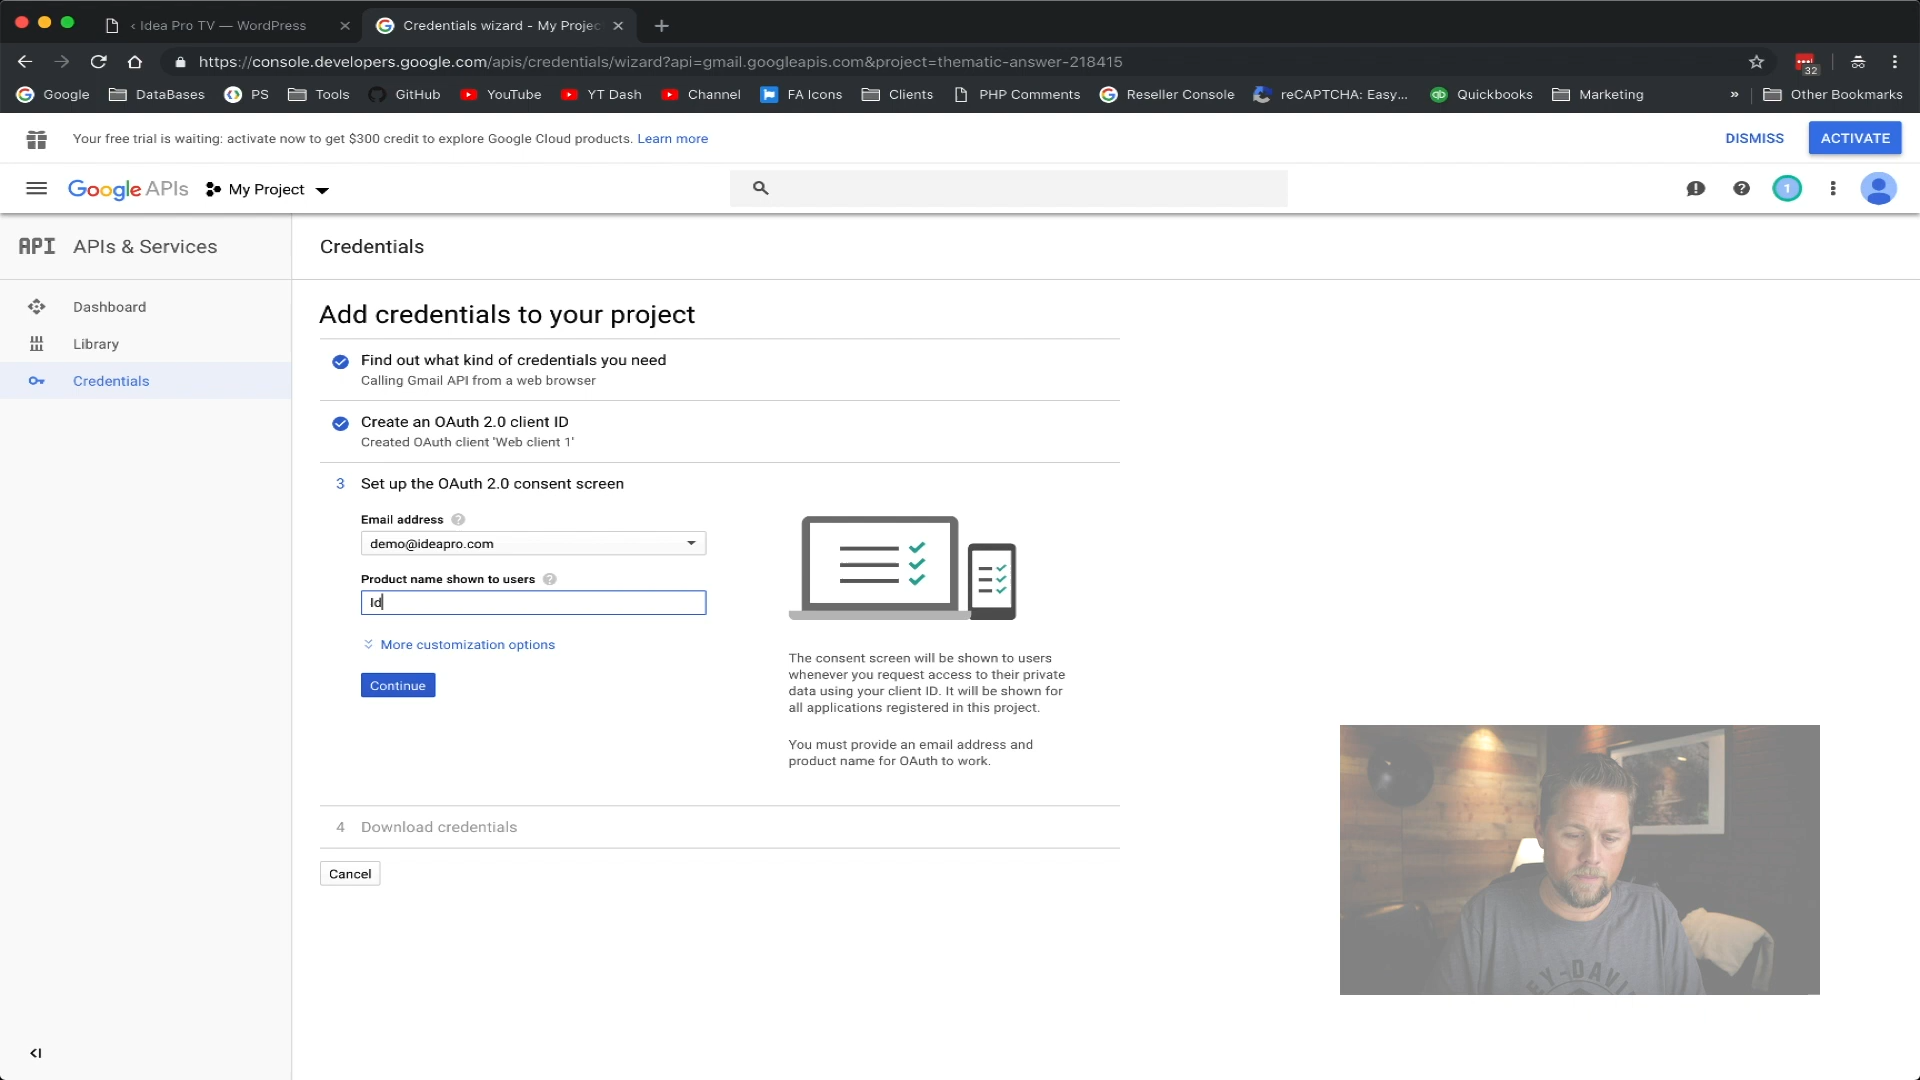 < Idea Pro TV — WordPress
Credentials wizard - My Projec
https://console.developers.google.com/apis/credentials/wizard?api=gmail.googleapis.com&project=thematic-answer-218415
32
Google DataBases PS Tools GitHub YouTube YT Dash Channel FA Icons Clients PHP Comments Reseller Console reCAPTCHA: Easy... Quickbooks Marketing » Other Bookmarks
Your free trial is waiting: activate now to get $300 credit to explore Google Cloud products. Learn more
DISMISS
ACTIVATE
Google APIs
My Project
1
API APIs & Services
Credentials
Dashboard
Library
Credentials
Add credentials to your project
Find out what kind of credentials you need
Calling Gmail API from a web browser
Create an OAuth 2.0 client ID
Created OAuth client 'Web client 1'
3 Set up the OAuth 2.0 consent screen
Email address
demo@ideapro.com
Product name shown to users
Id
More customization options
Continue
The consent screen will be shown to users
whenever you request access to their private
data using your client ID. It will be shown for
all applications registered in this project.
You must provide an email address and
product name for OAuth to work.
4 Download credentials
Cancel